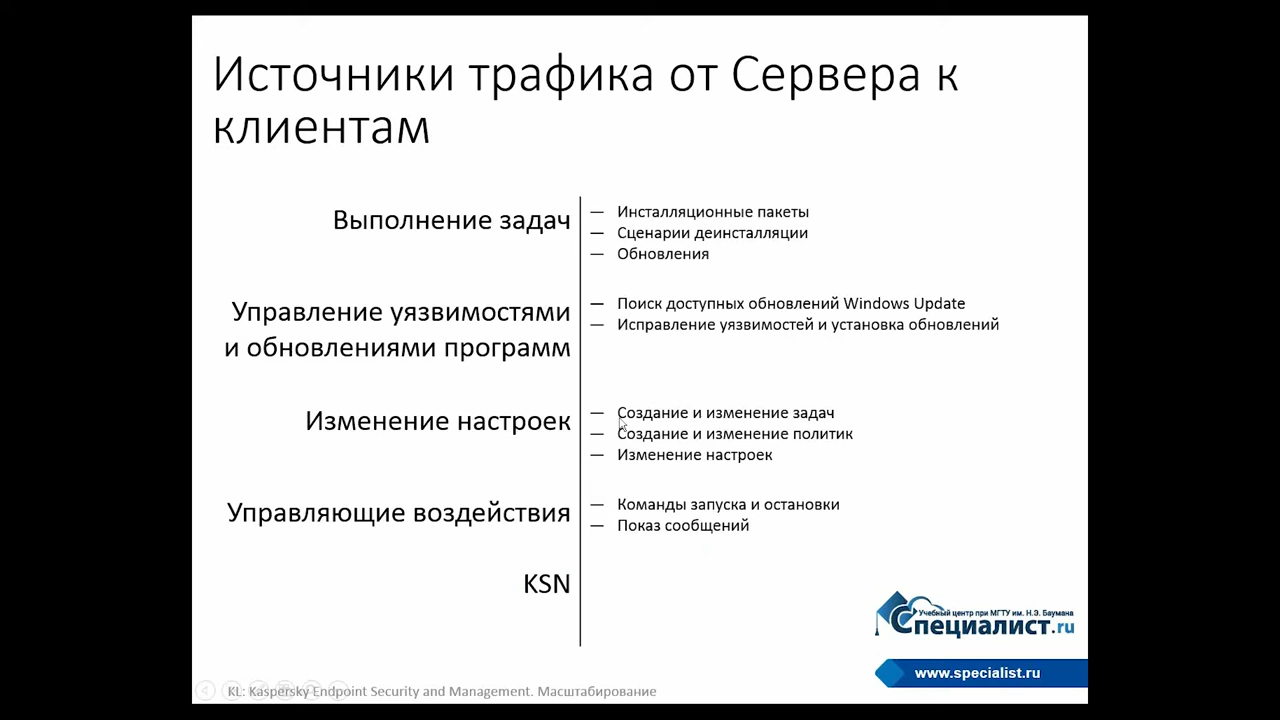 Источники трафика от Сервера к
клиентам
Выполнение задач
— Инсталляционные пакеты
— Сценарии деинсталляции
— Обновления
Управление уязвимостями
и обновлениями программ
— Поиск доступных обновлений Windows Update
— Исправление уязвимостей и установка обновлений
Изменение настроек
— Создание и изменение задач
— Создание и изменение политик
— Изменение настроек
Управляющие воздействия
— Команды запуска и остановки
— Показ сообщений
KSN
Учебный центр при МГТУ им. Н.Э. Баумана
Специалист.ru
www.specialist.ru
KL: Kaspersky Endpoint Security and Management. Масштабирование